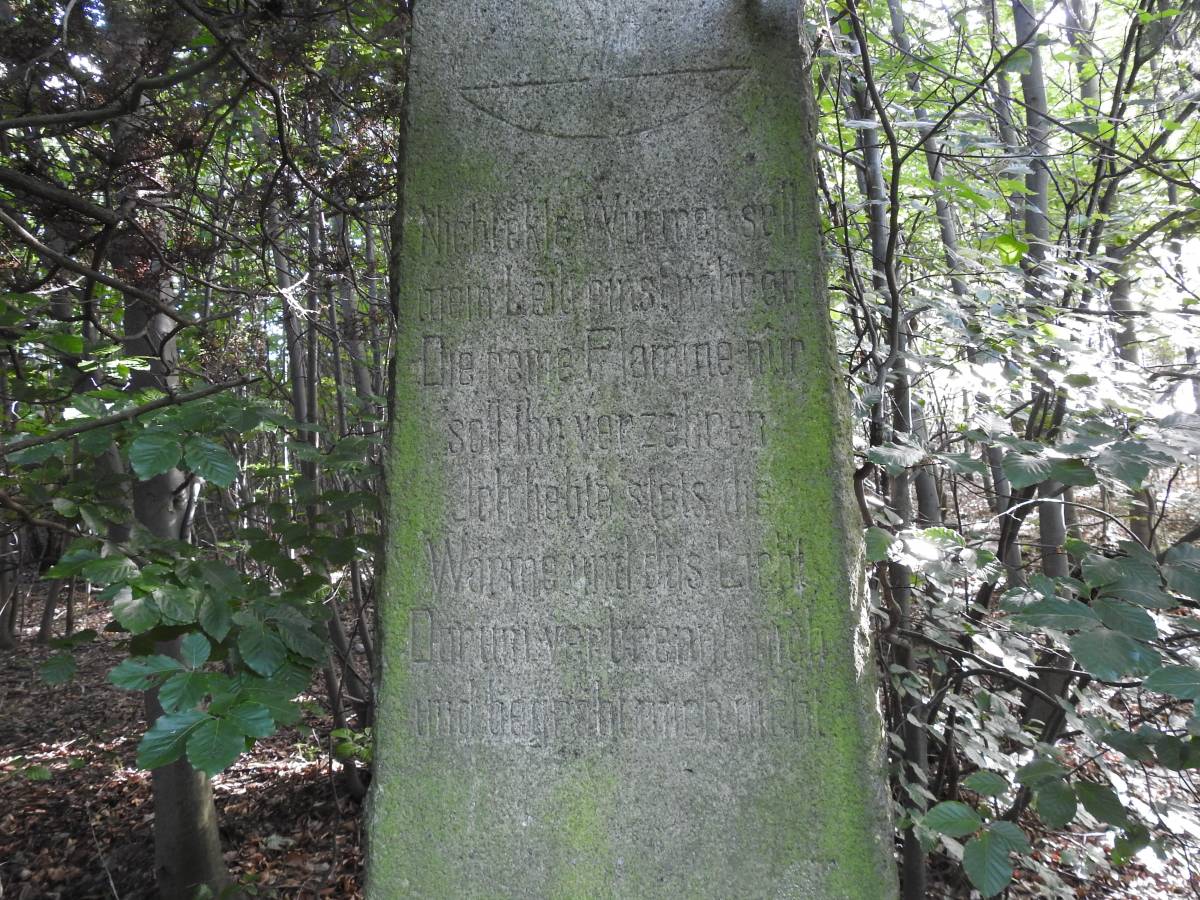 Nicht ekle Würmer soll
mein Leib einst nähren
Die reine Flamme nur
soll ihn verzehren
Ich liebte stets die
Wärme und das Licht
Darum verbrennt mich
und begrabt mich nicht.